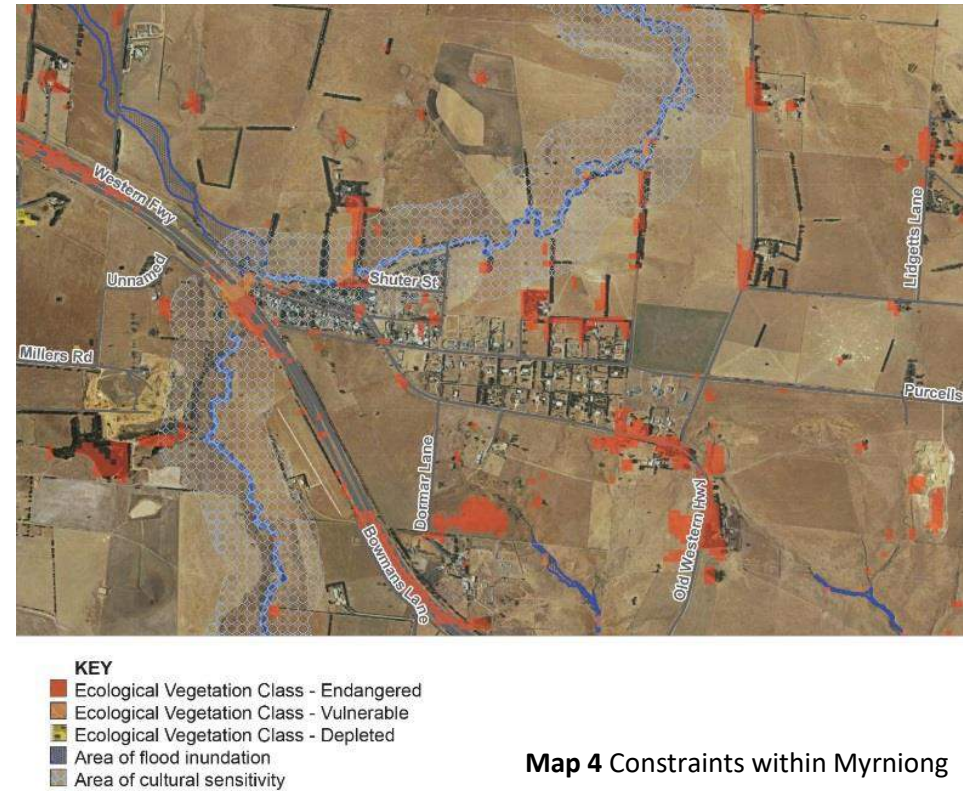 Western Fwy
Unnamed
Shuter St
Lidgetts Lane
Millers Rd
Purcells
Dormar Lane
Old Western Hwy
Bowmans Lane
KEY
Ecological Vegetation Class - Endangered
Ecological Vegetation Class - Vulnerable
Ecological Vegetation Class - Depleted
Area of flood inundation
Area of cultural sensitivity
Map 4 Constraints within Myrniong